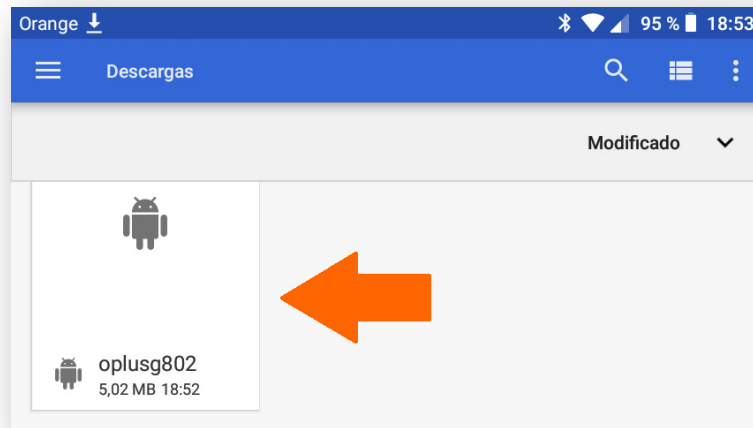 Orange 95 % 18:53
Descargas
Modificado
oplusg802
5,02 MB 18:52